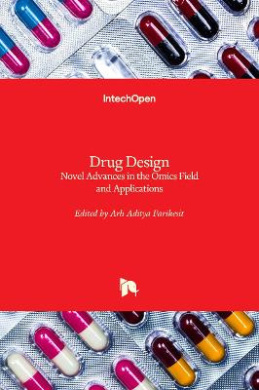 IntechOpen
Drug Design
Novel Advances in the Omics Field
and Applications
Edited by Arli Aditya Parikesit